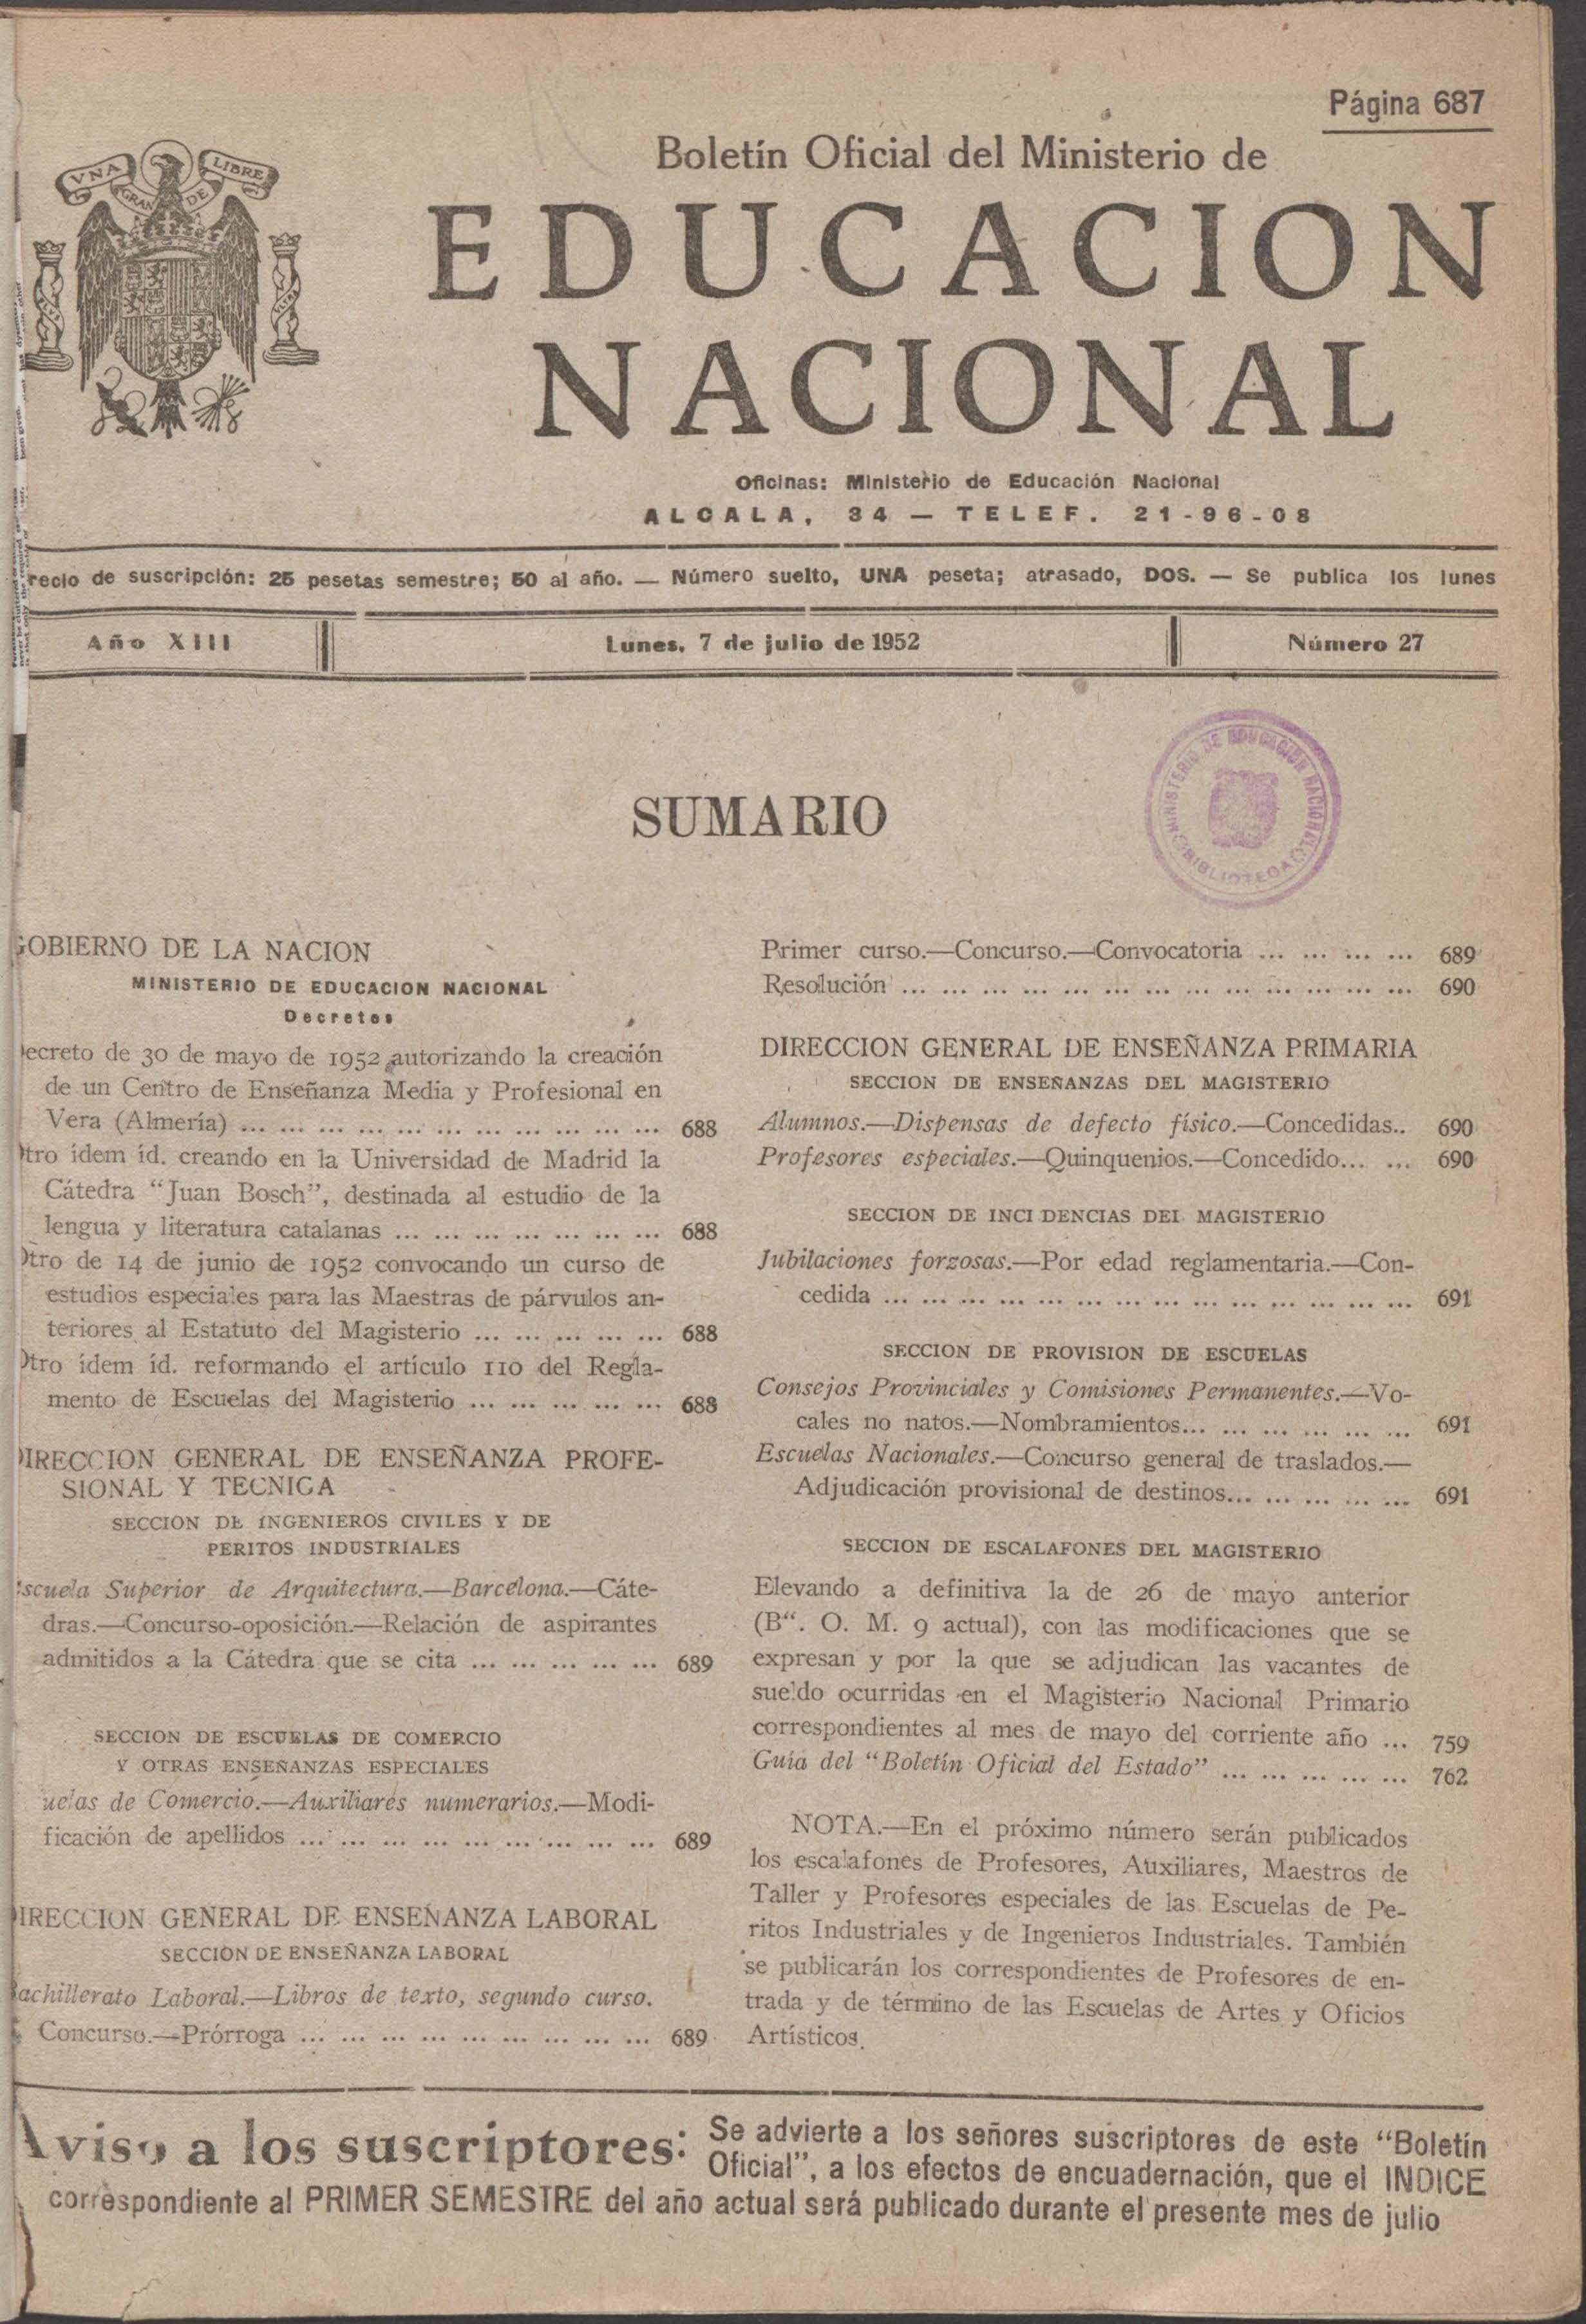 Página 687
VNA GRAN DE LIBRE
Boletín Oficial del Ministerio de
EDUCACION
NACIONAL
Oficinas: Ministerio de Educación Nacional
ALCALA, 34 — TELEF. 21-96-08
recio de suscripción: 25 pesetas semestre; 50 al año. — Número suelto, UNA peseta; atrasado, DOS. — Se publica los lunes
Año XIII
Lunes, 7 de julio de 1952
Número 27
MINISTERIO DE EDUCACION NACIONAL
BIBLIOTECA
SUMARIO
GOBIERNO DE LA NACION
MINISTERIO DE EDUCACION NACIONAL
Decretos
ecreto de 30 de mayo de 1952 autorizando la creación
de un Centro de Enseñanza Media y Profesional en
Vera (Almería) ... ... ... ... ... ... ... ... ... ... ... 688
tro ídem íd. creando en la Universidad de Madrid la
Cátedra “Juan Bosch”, destinada al estudio de la
lengua y literatura catalanas ... ... ... ... ... ... ... 688
Otro de 14 de junio de 1952 convocando un curso de
estudios especiales para las Maestras de párvulos an-
teriores al Estatuto del Magisterio ... ... ... ... ... 688
Otro ídem íd. reformando el artículo 110 del Regla-
mento de Escuelas del Magisterio ... ... ... ... ... 688
DIRECCION GENERAL DE ENSEÑANZA PROFE-
SIONAL Y TECNICA
SECCION DE INGENIEROS CIVILES Y DE
PERITOS INDUSTRIALES
scuela Superior de Arquitectura.—Barcelona.—Cáte-
dras.—Concurso-oposición.—Relación de aspirantes
admitidos a la Cátedra que se cita ... ... ... ... ... 689
SECCION DE ESCUELAS DE COMERCIO
Y OTRAS ENSEÑANZAS ESPECIALES
uelas de Comercio.—Auxiliares numerarios.—Modi-
ficación de apellidos ... ... ... ... ... ... ... ... ... 689
DIRECCION GENERAL DE ENSEÑANZA LABORAL
SECCION DE ENSEÑANZA LABORAL
Bachillerato Laboral.—Libros de texto, segundo curso.
Concurso.—Prórroga ... ... ... ... ... ... ... ... ... 689
Primer curso.—Concurso.—Convocatoria ... ... ... ... 689
Resolución ... ... ... ... ... ... ... ... ... ... ... ... ... 690
DIRECCION GENERAL DE ENSEÑANZA PRIMARIA
SECCION DE ENSEÑANZAS DEL MAGISTERIO
Alumnos.—Dispensas de defecto físico.—Concedidas.. 690
Profesores especiales.—Quinquenios.—Concedido... ... 690
SECCION DE INCIDENCIAS DEL MAGISTERIO
Jubilaciones forzosas.—Por edad reglamentaria.—Con-
cedida ... ... ... ... ... ... ... ... ... ... ... ... ... ... 691
SECCION DE PROVISION DE ESCUELAS
Consejos Provinciales y Comisiones Permanentes.—Vo-
cales no natos.—Nombramientos... ... ... ... ... ... 691
Escuelas Nacionales.—Concurso general de traslados.—
Adjudicación provisional de destinos... ... ... ... ... 691
SECCION DE ESCALAFONES DEL MAGISTERIO
Elevando a definitiva la de 26 de mayo anterior
(B“. O. M. 9 actual), con las modificaciones que se
expresan y por la que se adjudican las vacantes de
sueldo ocurridas en el Magisterio Nacional Primario
correspondientes al mes de mayo del corriente año ... 759
Guía del “Boletín Oficial del Estado” ... ... ... ... ... 762
NOTA.—En el próximo número serán publicados
los escalafones de Profesores, Auxiliares, Maestros de
Taller y Profesores especiales de las Escuelas de Pe-
ritos Industriales y de Ingenieros Industriales. También
se publicarán los correspondientes de Profesores de en-
trada y de término de las Escuelas de Artes y Oficios
Artísticos.
Aviso a los suscriptores: Se advierte a los señores suscriptores de este “Boletín
Oficial”, a los efectos de encuadernación, que el INDICE
correspondiente al PRIMER SEMESTRE del año actual será publicado durante el presente mes de julio